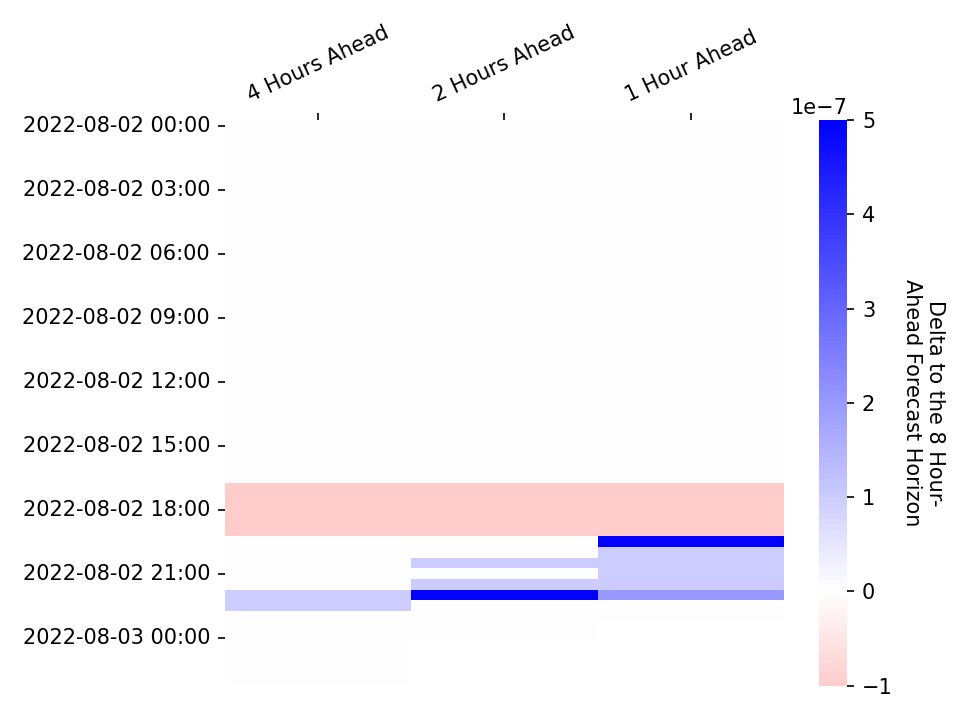 4 Hours Ahead
2 Hours Ahead
1 Hour Ahead
1e−7
2022-08-02 00:00
2022-08-02 03:00
2022-08-02 06:00
2022-08-02 09:00
2022-08-02 12:00
2022-08-02 15:00
2022-08-02 18:00
2022-08-02 21:00
2022-08-03 00:00
5
4
3
2
1
0
−1
Delta to the 8 Hour-
Ahead Forecast Horizon